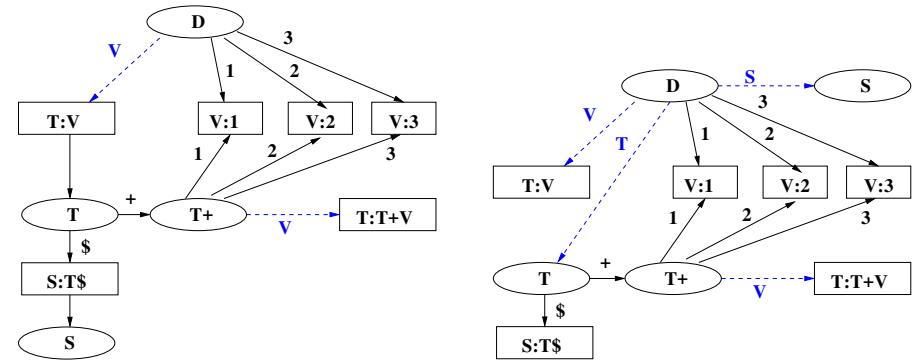 D
3
V
1
2
T:V
V:1
V:2
V:3
1
2
3
T
+
T+
V
T:T+V
$
S:T$
S
D
S
S
3
V
1
2
T
T:V
V:1
V:2
V:3
1
2
3
T
+
T+
V
T:T+V
$
S:T$